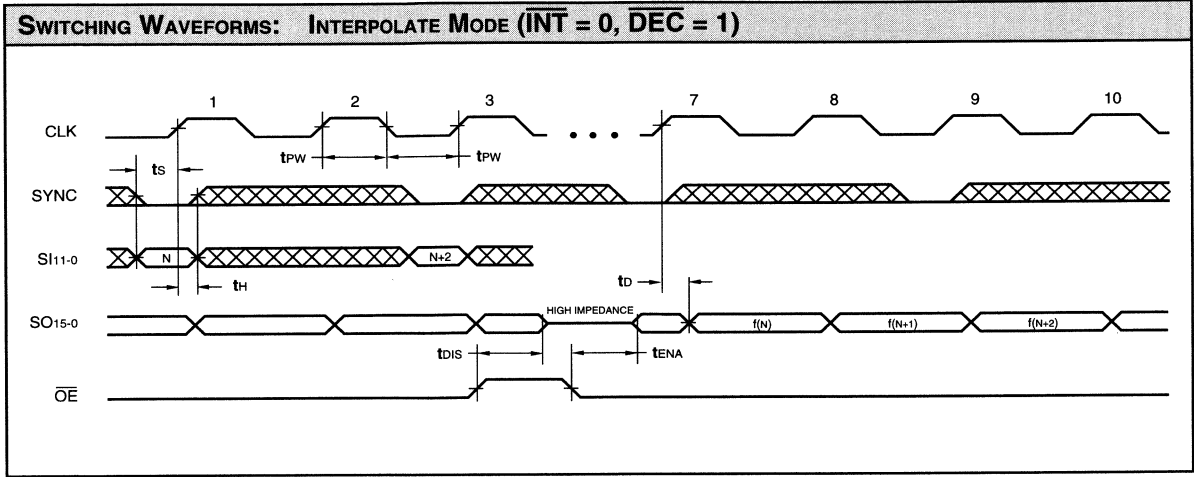 SWITCHING WAVEFORMS: INTERPOLATE MODE (INT = 0, DEC = 1)
1 2 3 7 8 9 10
CLK
tPW tPW
tS
SYNC
SI11-0 N N+2
tH
tD
HIGH IMPEDANCE
SO15-0 f(N) f(N+1) f(N+2)
tDIS tENA
OE